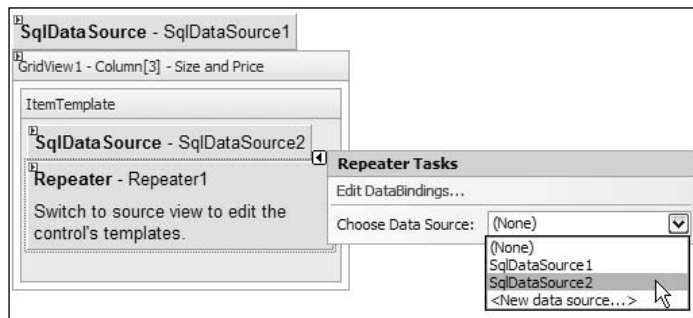 SqlDataSource - SqlDataSource1
GridView1 - Column[3] - Size and Price
ItemTemplate
SqlDataSource - SqlDataSource2
Repeater - Repeater1
Switch to source view to edit the
control's templates.
Repeater Tasks
Edit DataBindings...
Choose Data Source: (None)
(None)
SqlDataSource1
SqlDataSource2
<New data source...>